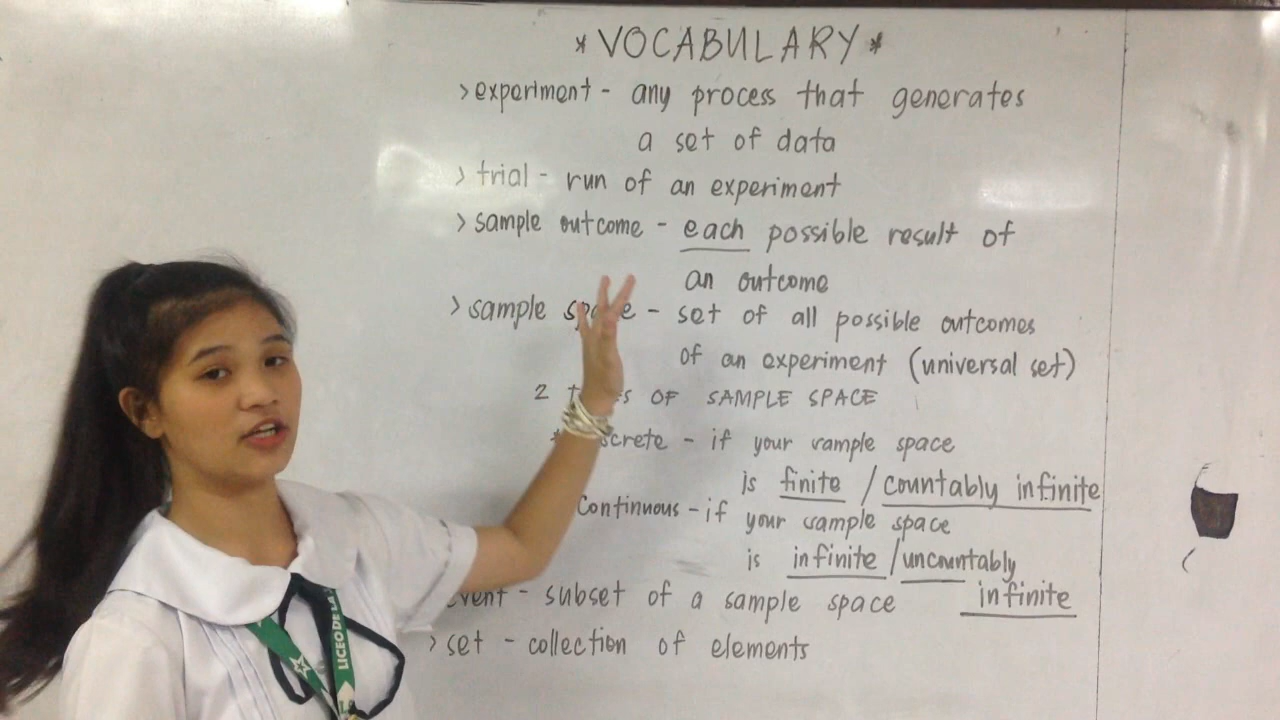 * VOCABULARY *
> experiment - any process that generates
a set of data
> trial - run of an experiment
> sample outcome - each possible result of
an outcome
> sample space - set of all possible outcomes
of an experiment (universal set)
2 OF SAMPLE SPACE
- if your sample space
is finite / countably infinite
Continuous - if your sample space
is infinite / uncountably
infinite
event - subset of a sample space
> set - collection of elements
LICEO DE LA